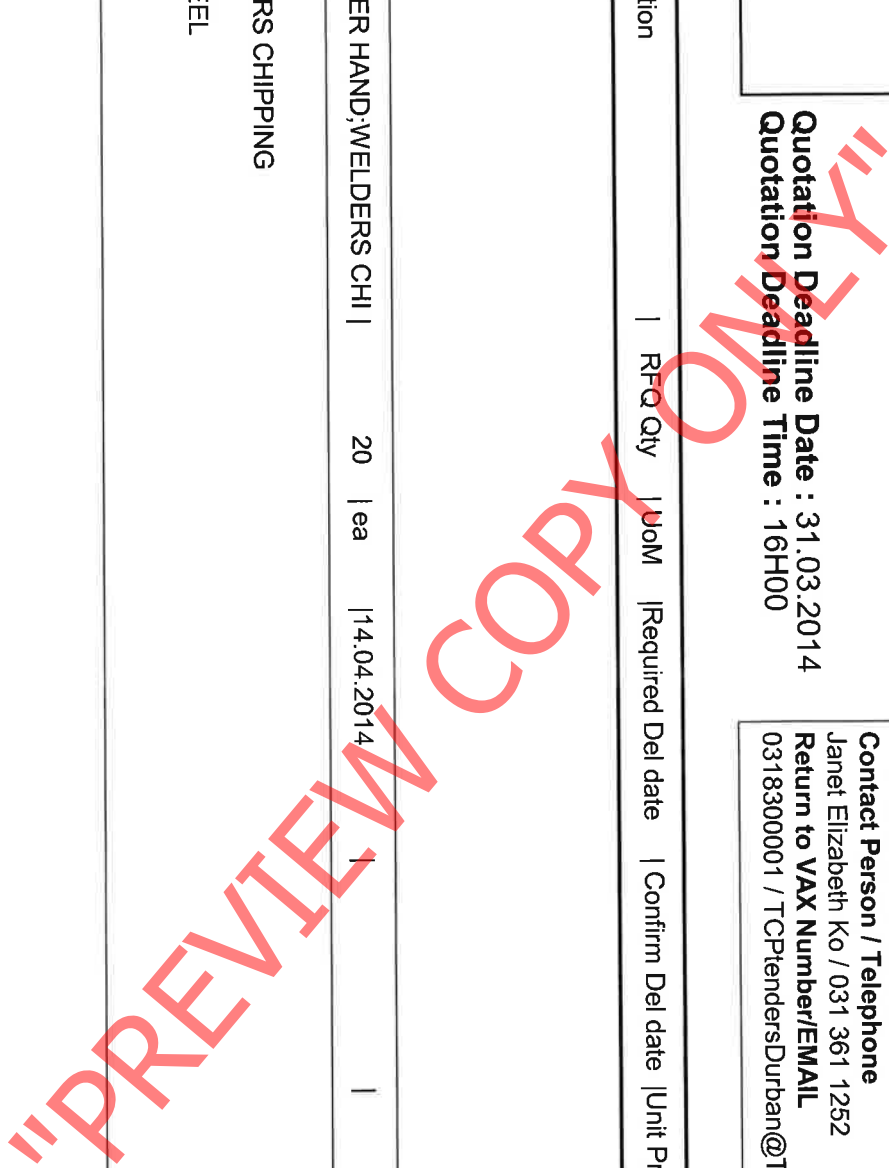 Contact Person / Telephone
Janet Elizabeth Ko / 031 361 1252
Return to VAX Number/EMAIL
0318300001 / TCPtendersDurban@T
Quotation Deadline Date : 31.03.2014
Quotation Deadline Time : 16H00
tion | RFQ Qty | UoM |Required Del date | Confirm Del date |Unit Pr
ER HAND;WELDERS CHI | 20 | ea |14.04.2014 | |
RS CHIPPING
EEL
"PREVIEW COPY ONLY"